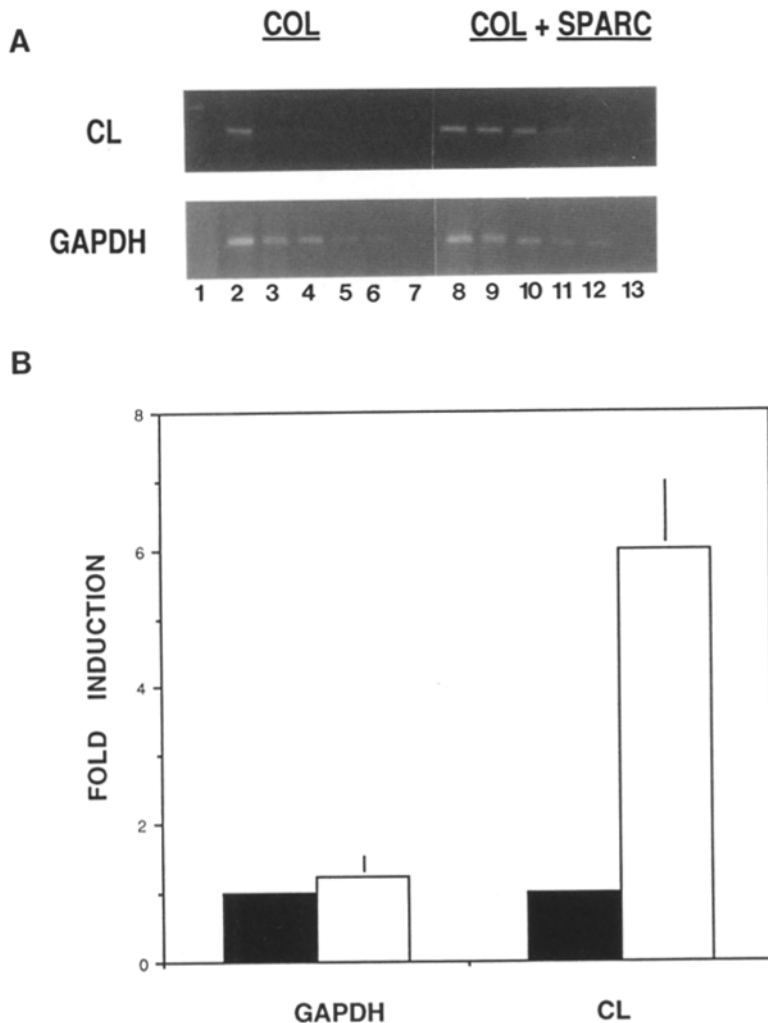 A
COL COL + SPARC
CL
GAPDH
1 2 3 4 5 6 7 8 9 10 11 12 13
B
8
6
4
2
0
FOLD INDUCTION
GAPDH CL